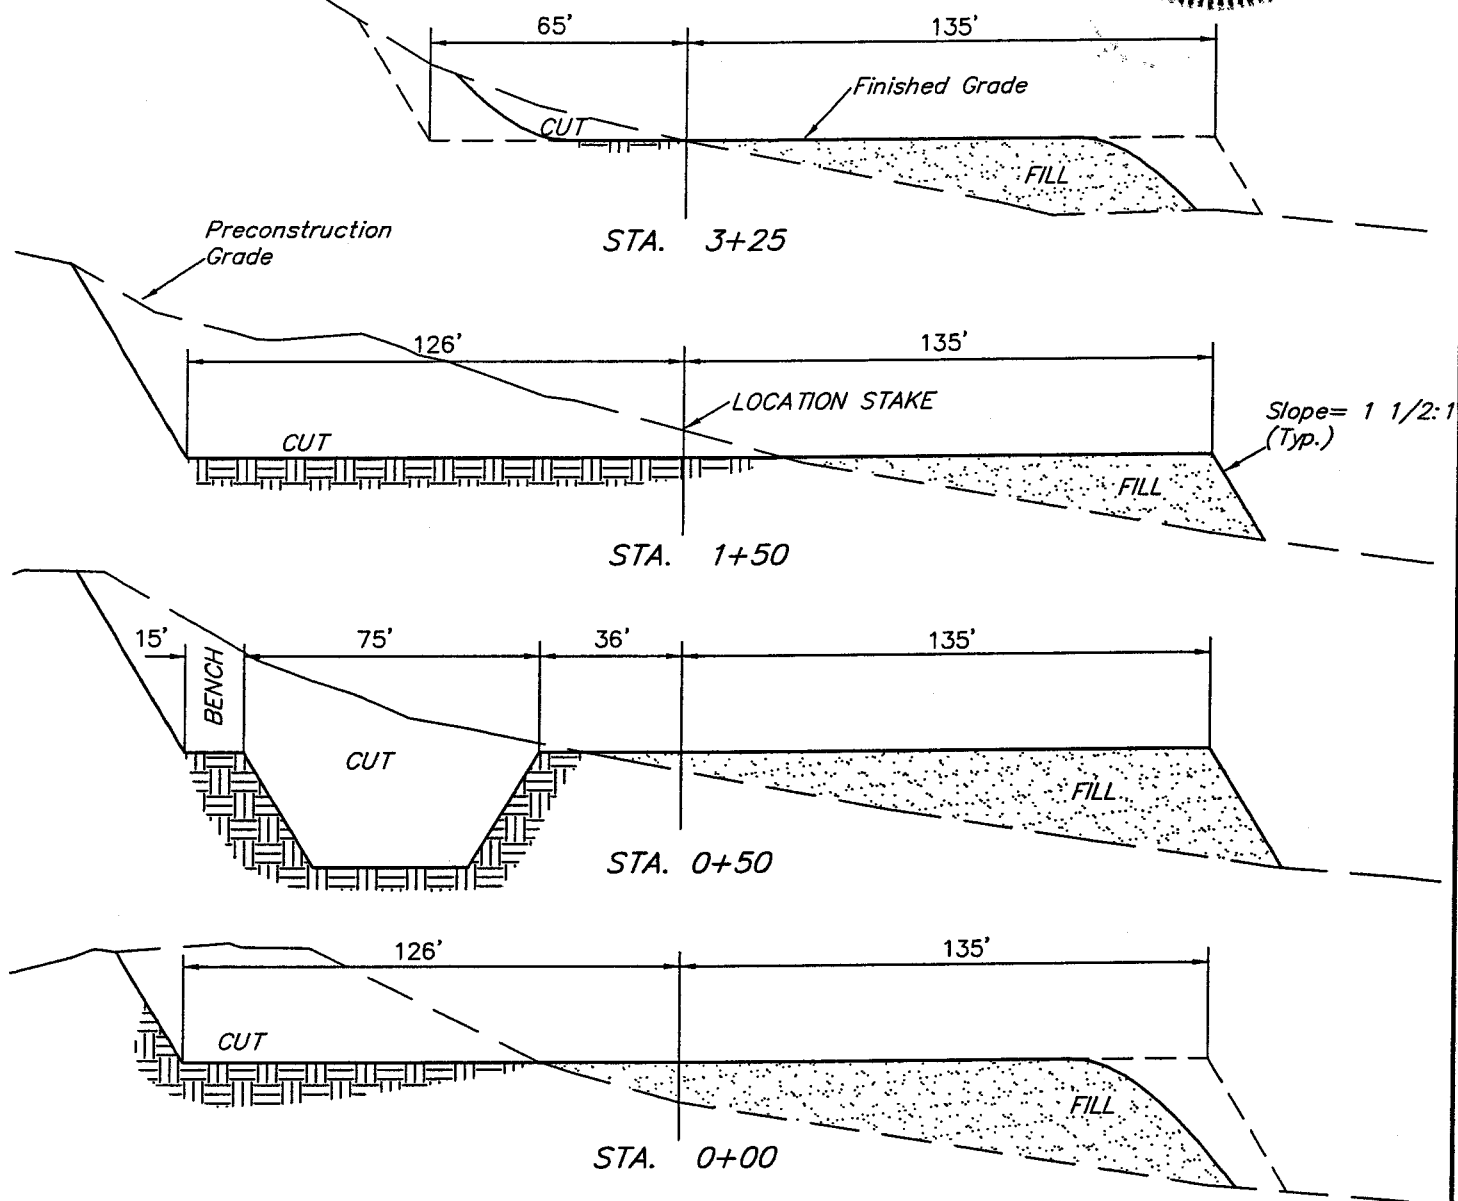 65' 135'
Finished Grade
CUT
FILL
STA. 3+25
Preconstruction
Grade
126' 135'
LOCATION STAKE
Slope= 1 1/2:1
(Typ.)
CUT
FILL
STA. 1+50
15' 75' 36' 135'
BENCH
CUT
FILL
STA. 0+50
126' 135'
CUT
FILL
STA. 0+00